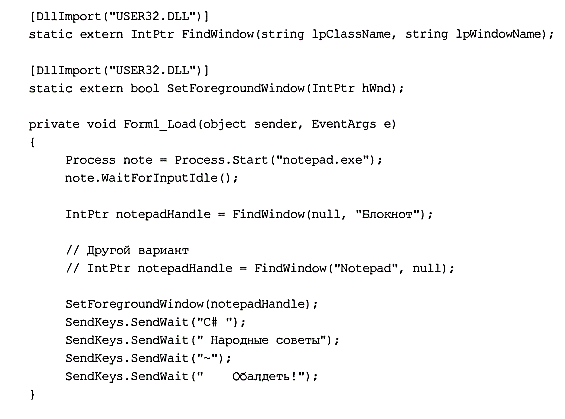 [DllImport("USER32.DLL")]
static extern IntPtr FindWindow(string lpClassName, string lpWindowName);
[DllImport("USER32.DLL")]
static extern bool SetForegroundWindow(IntPtr hWnd);
private void Form1_Load(object sender, EventArgs e)
{
Process note = Process.Start("notepad.exe");
note.WaitForInputIdle();
IntPtr notepadHandle = FindWindow(null, "Блокнот");
// Другой вариант
// IntPtr notepadHandle = FindWindow("Notepad", null);
SetForegroundWindow(notepadHandle);
SendKeys.SendWait("C# ");
SendKeys.SendWait(" Народные советы");
SendKeys.SendWait("~");
SendKeys.SendWait("    Обалдеть!");
}